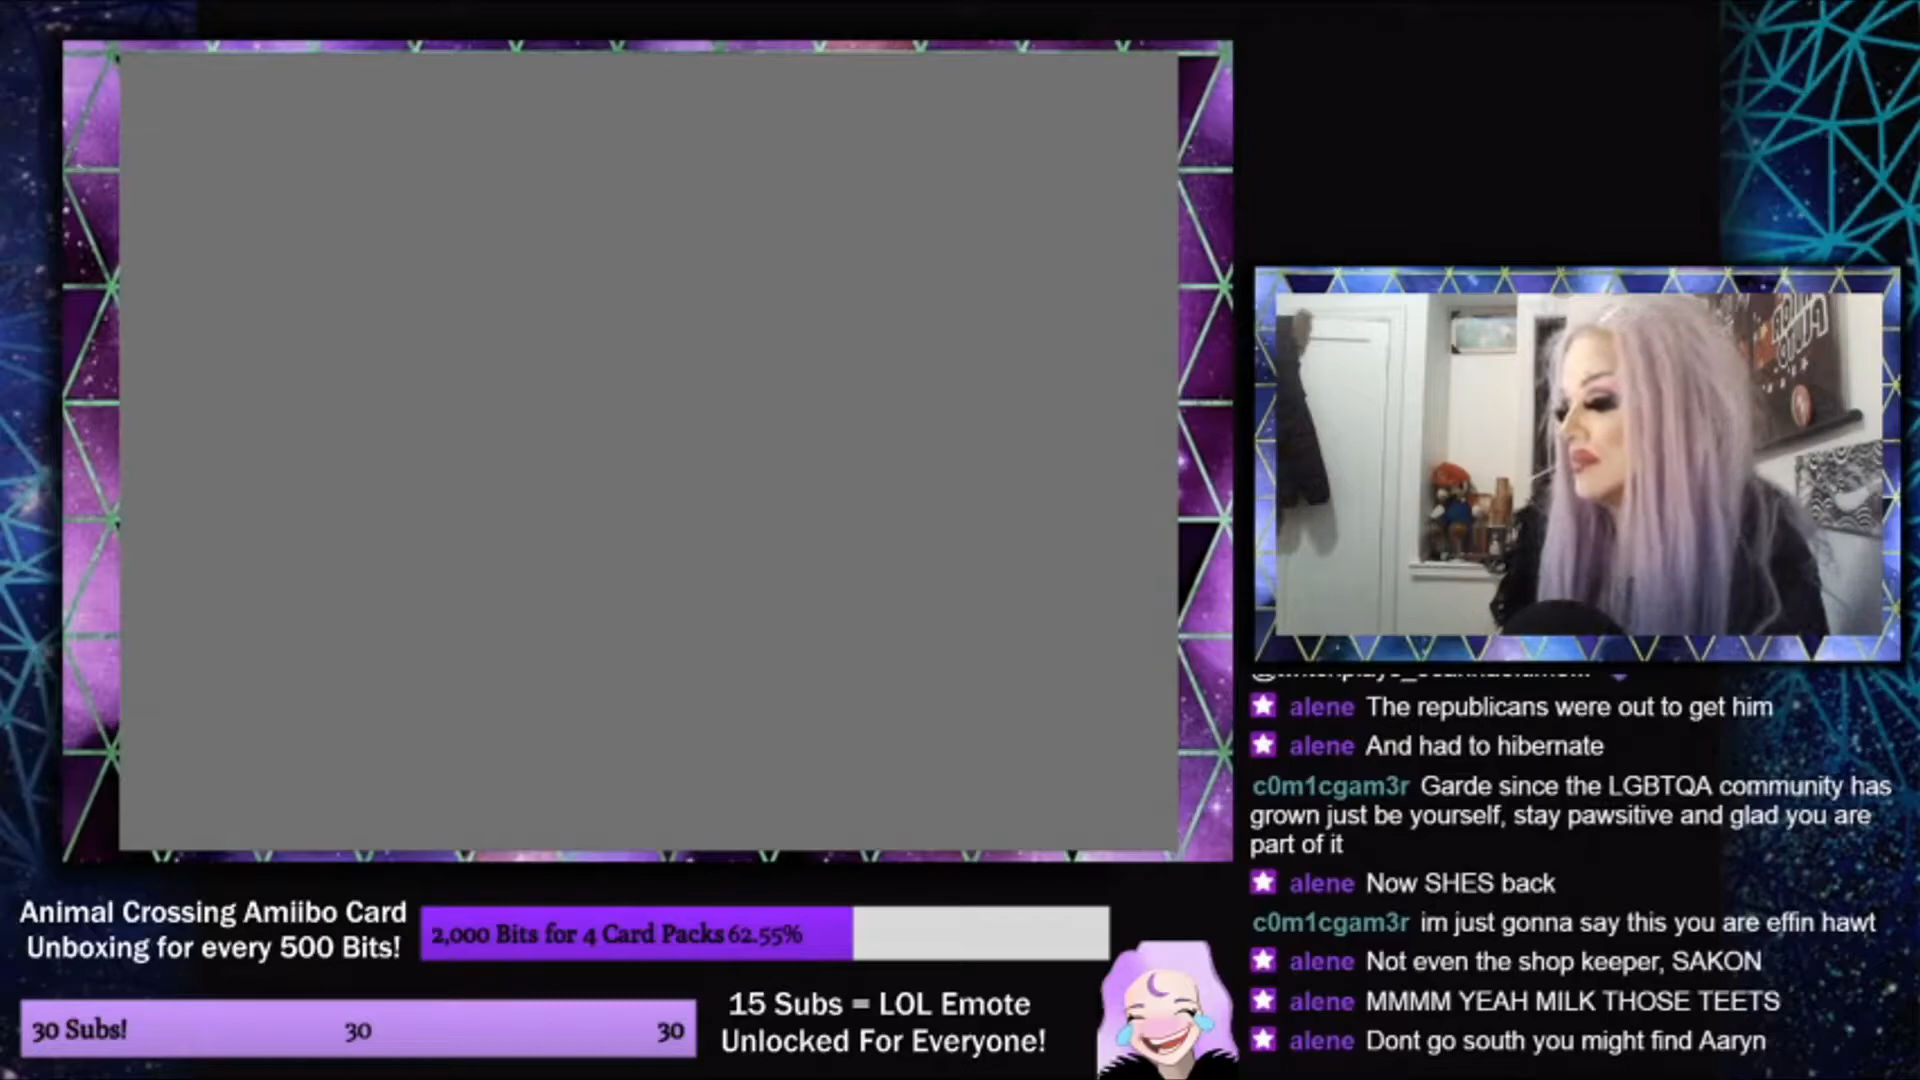 Animal Crossing Amiibo Card
Unboxing for every 500 Bits!
2,000 Bits for 4 Card Packs 62.55%
30 Subs! 30 30
15 Subs = LOL Emote
Unlocked For Everyone!
alene The republicans were out to get him
alene And had to hibernate
c0m1cgam3r Garde since the LGBTQA community has
grown just be yourself, stay pawsitive and glad you are
part of it
alene Now SHES back
c0m1cgam3r im just gonna say this you are effin hawt
alene Not even the shop keeper, SAKON
alene MMMM YEAH MILK THOSE TEETS
alene Dont go south you might find Aaryn